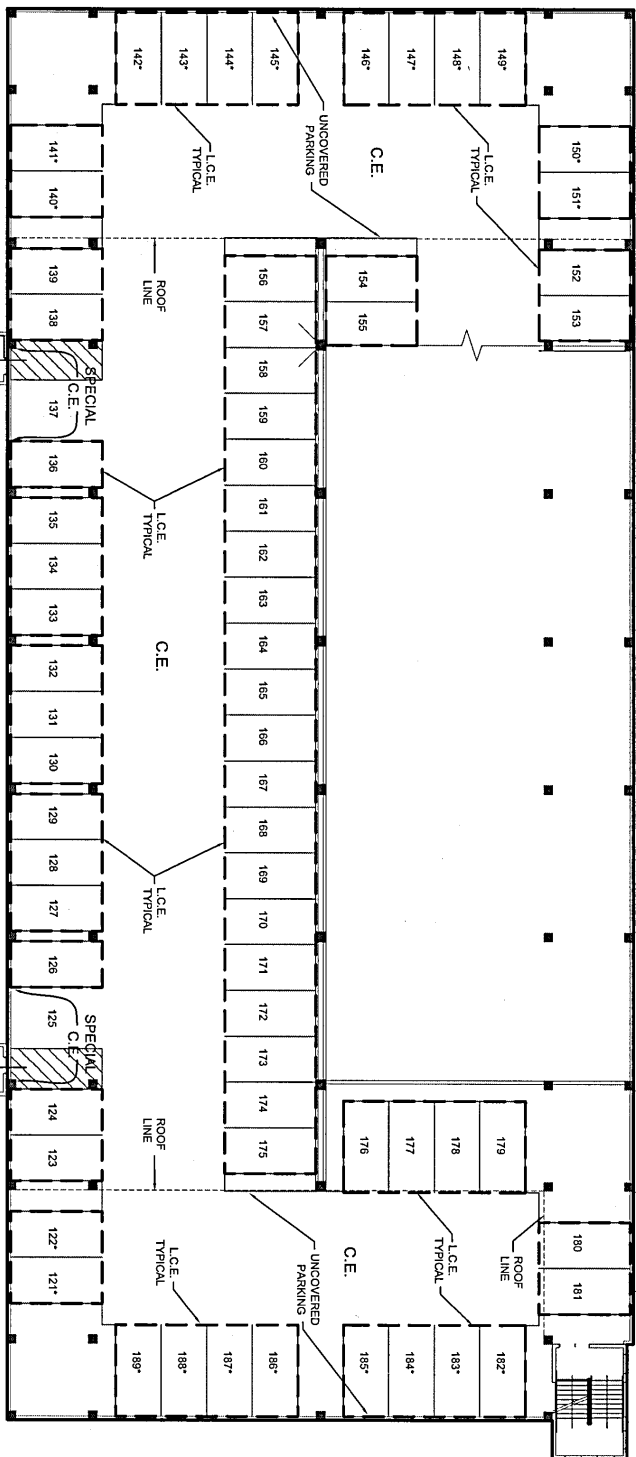 142*
143*
144*
145*
146*
147*
148*
149*
UNCOVERED
PARKING
L.C.E.
TYPICAL
C.E.
L.C.E.
TYPICAL
141*
140*
150*
151*
139
138
ROOF
LINE
156
154
152
157
155
153
158
159
160
161
162
163
164
165
166
167
168
169
170
171
172
173
174
175
SPECIAL
C.E.
137
136
L.C.E.
TYPICAL
135
134
133
C.E.
132
131
130
129
128
127
L.C.E.
TYPICAL
126
SPECIAL
C.E.
125
124
123
ROOF
LINE
176
177
178
179
122*
121*
L.C.E.
TYPICAL
UNCOVERED
PARKING
C.E.
L.C.E.
TYPICAL
ROOF
LINE
180
181
189*
188*
187*
186*
185*
184*
183*
182*